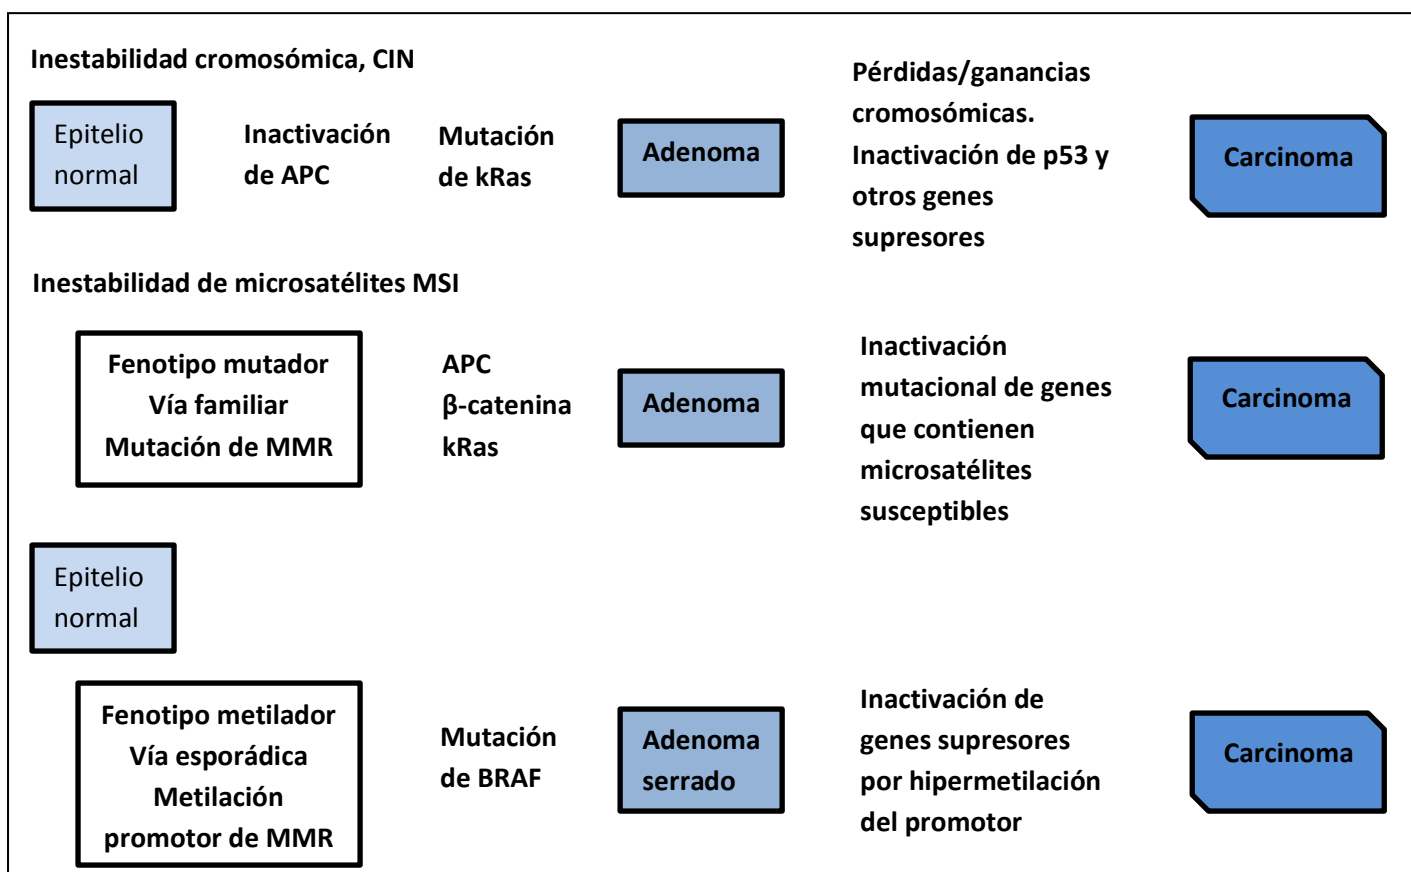 Inestabilidad cromosómica, CIN
Epitelio
normal
Inactivación
de APC
Mutación
de kRas
Adenoma
Pérdidas/ganancias
cromosómicas.
Inactivación de p53 y
otros genes
supresores
Carcinoma
Inestabilidad de microsatélites MSI
Fenotipo mutador
Vía familiar
Mutación de MMR
APC
β-catenina
kRas
Adenoma
Inactivación
mutacional de genes
que contienen
microsatélites
susceptibles
Carcinoma
Epitelio
normal
Fenotipo metilador
Vía esporádica
Metilación
promotor de MMR
Mutación
de BRAF
Adenoma
serrado
Inactivación de
genes supresores
por hipermetilación
del promotor
Carcinoma